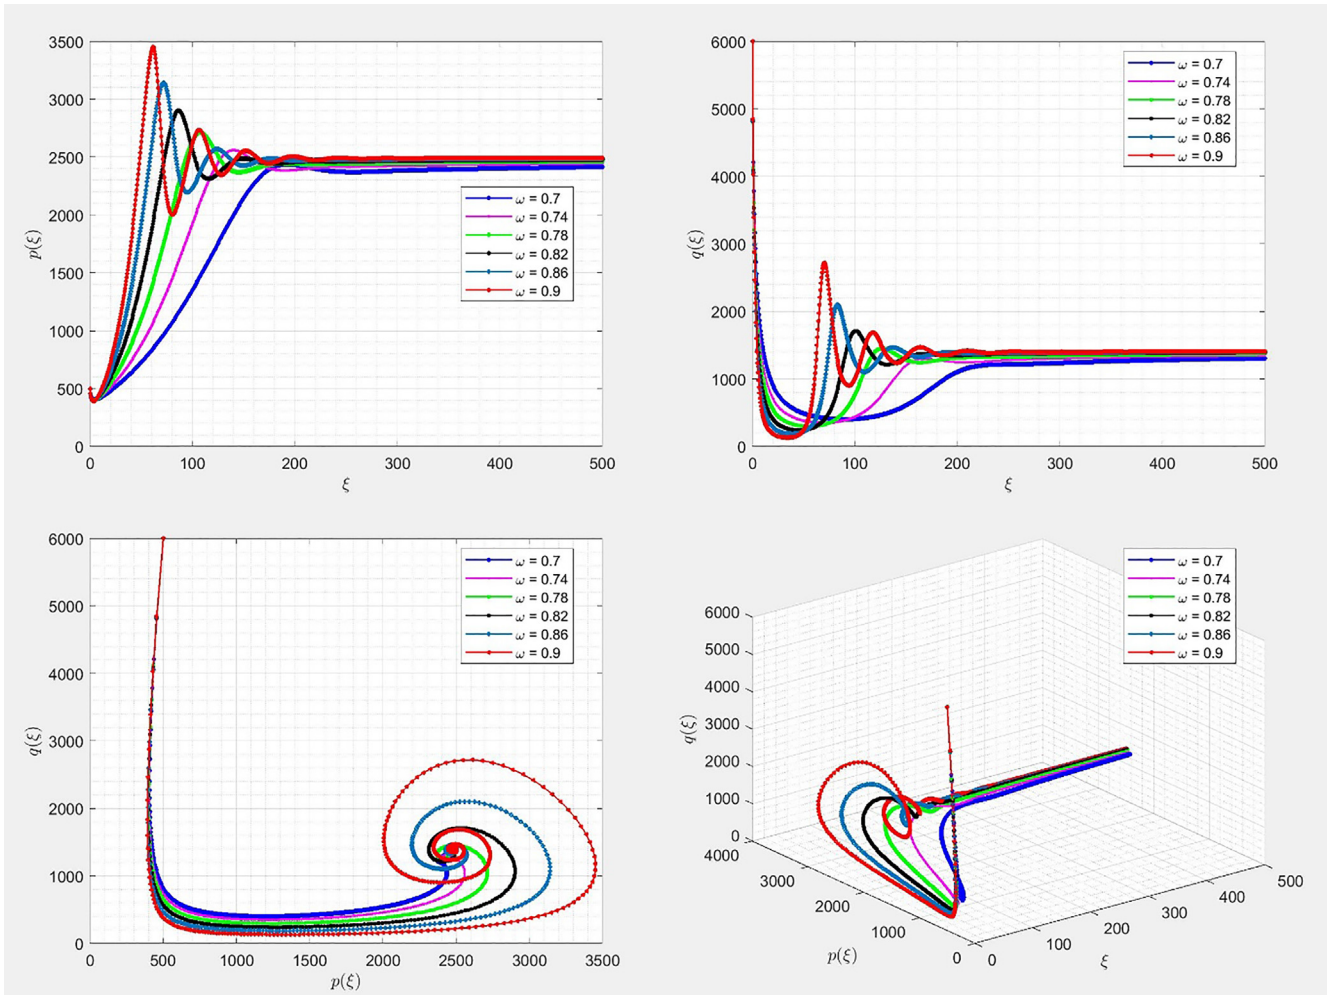 3500
3000
2500
2000
1500
1000
500
0
p(ξ)
0 100 200 300 400 500
ξ
ω = 0.7
ω = 0.74
ω = 0.78
ω = 0.82
ω = 0.86
ω = 0.9
6000
5000
4000
3000
2000
1000
0
q(ξ)
0 100 200 300 400 500
ξ
ω = 0.7
ω = 0.74
ω = 0.78
ω = 0.82
ω = 0.86
ω = 0.9
6000
5000
4000
3000
2000
1000
0
q(ξ)
0 500 1000 1500 2000 2500 3000 3500
p(ξ)
ω = 0.7
ω = 0.74
ω = 0.78
ω = 0.82
ω = 0.86
ω = 0.9
6000
5000
4000
3000
2000
1000
0
q(ξ)
4000
3000
2000
1000
0
p(ξ)
0
100
200
300
400
500
ξ
ω = 0.7
ω = 0.74
ω = 0.78
ω = 0.82
ω = 0.86
ω = 0.9